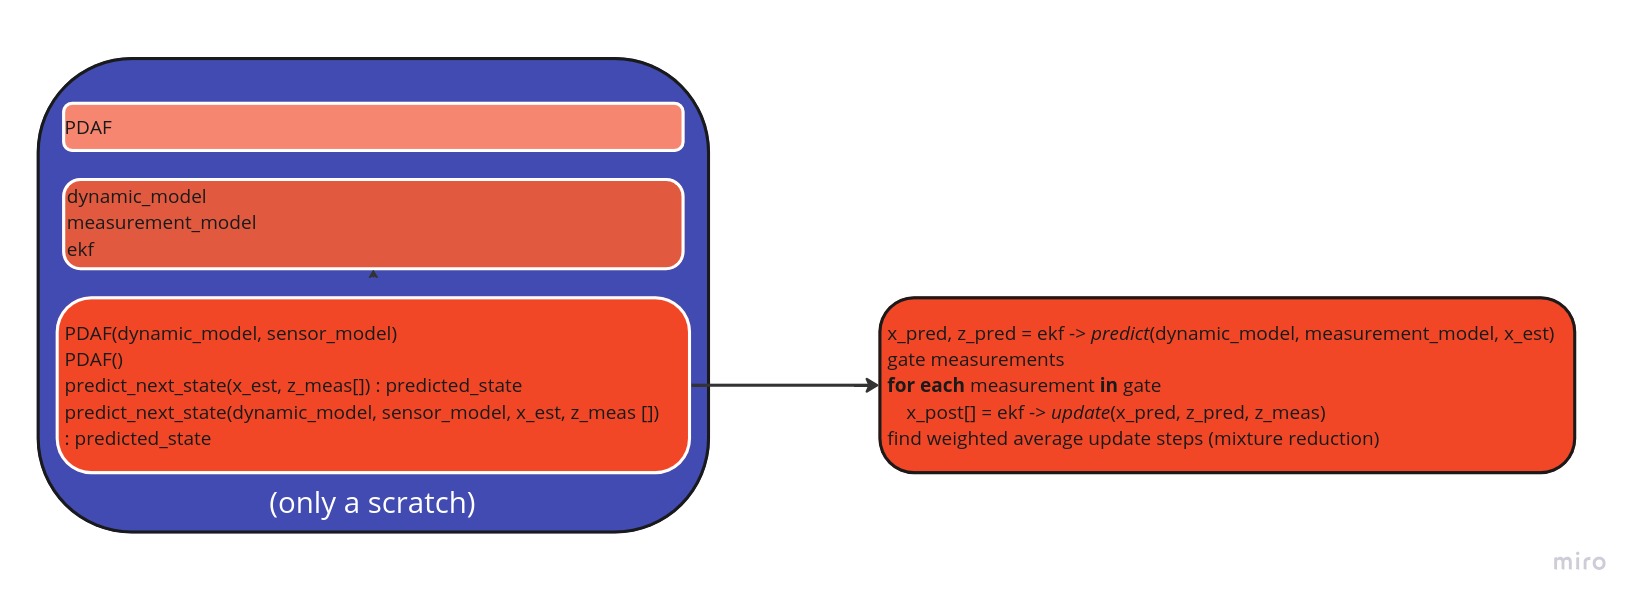 PDAF
dynamic_model
measurement_model
ekf
PDAF(dynamic_model, sensor_model)
PDAF()
predict_next_state(x_est, z_meas[]) : predicted_state
predict_next_state(dynamic_model, sensor_model, x_est, z_meas [])
: predicted_state
(only a scratch)
x_pred, z_pred = ekf -> predict(dynamic_model, measurement_model, x_est)
gate measurements
for each measurement in gate
x_post[] = ekf -> update(x_pred, z_pred, z_meas)
find weighted average update steps (mixture reduction)
miro